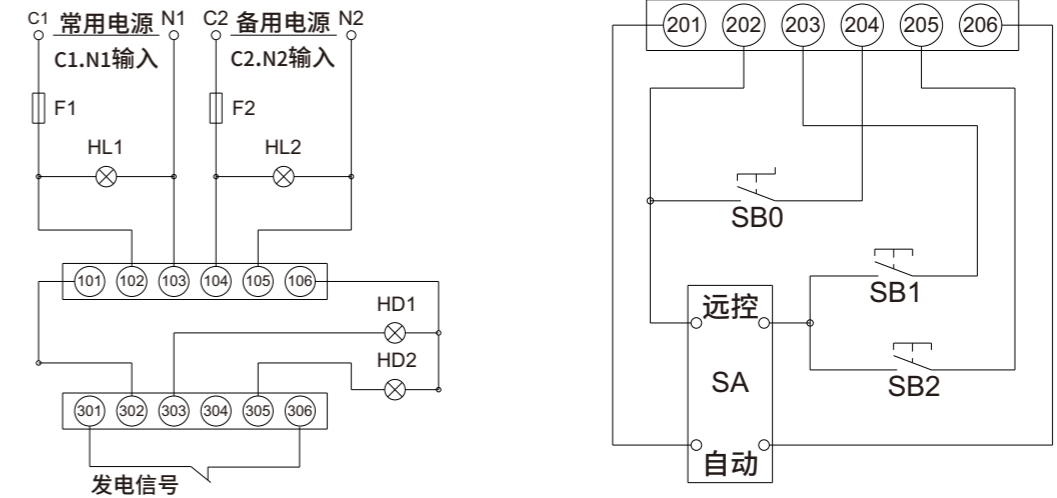 C1 常用电源 N1 C2 备用电源 N2
C1.N1输入 C2.N2输入
F1 F2
HL1 HL2
101 102 103 104 105 106
HD1
HD2
301 302 303 304 305 306
发电信号
201 202 203 204 205 206
SB0
SB1
远控
SA
SB2
自动